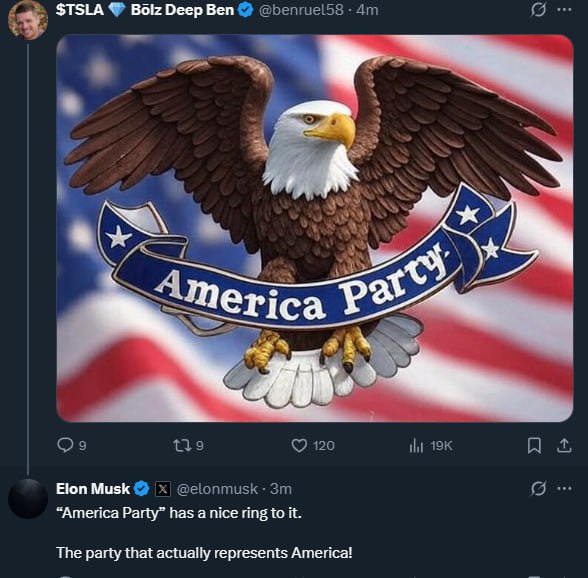 $TSLA 💎 Bölz Deep Ben @benruel58 · 4m
America Party
9 9 120 19K
Elon Musk X @elonmusk · 3m
“America Party” has a nice ring to it.
The party that actually represents America!